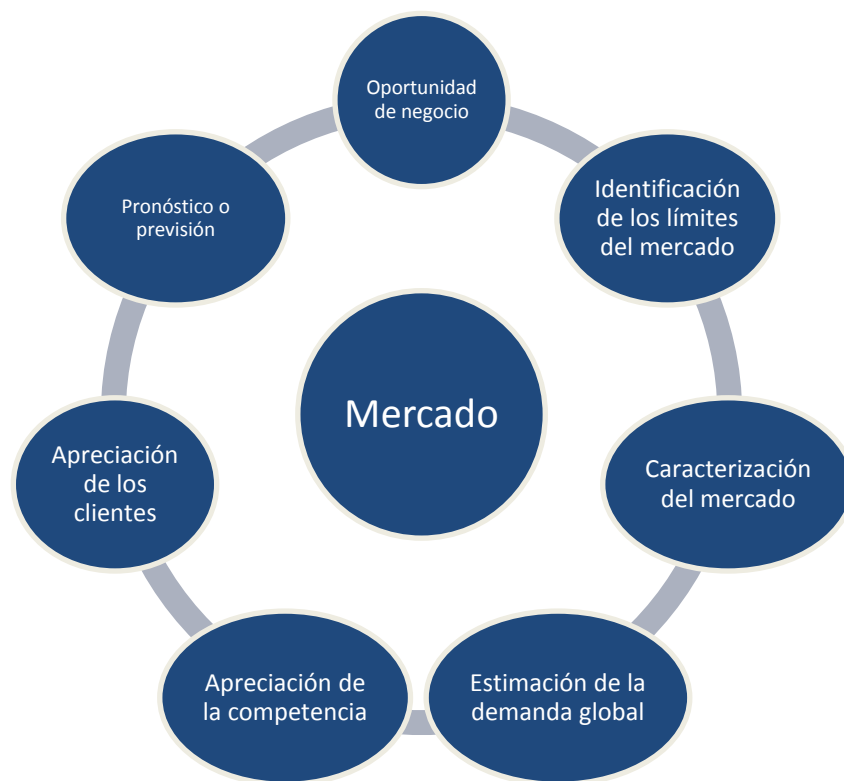 Oportunidad
de negocio
Identificación
de los límites
del mercado
Caracterización
del mercado
Estimación de la
demanda global
Apreciación de
la competencia
Apreciación
de los
clientes
Pronóstico o
previsión
Mercado